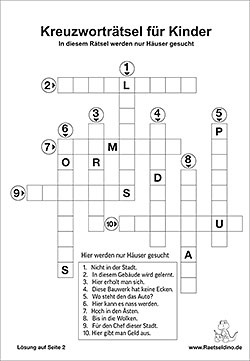 Kreuzworträtsel für Kinder
In diesem Rätsel werden nur Häuser gesucht
1
2 L
3 5
6 P
7 M 4
O R 8
D
9 S
10 U
A
S
Hier werden nur Häuser gesucht
1. Nicht in der Stadt.
2. In diesem Gebäude wird gelernt.
3. Hier erholt man sich.
4. Diese Bauwerk hat keine Ecken.
5. Wo steht den das Auto?
6. Hier kann es nass werden.
7. Hoch in den Ästen.
8. Bis in die Wolken.
9. Für den Chef dieser Stadt.
10. Hier gibt man Geld aus.
Lösung auf Seite 2
www.Raetseldino.de